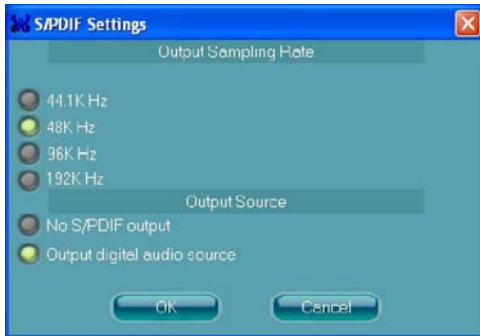 S/PDIF Settings
Output Sampling Rate
44.1K Hz
48K Hz
96K Hz
192K Hz
Output Source
No S/PDIF output
Output digital audio source
OK
Cancel